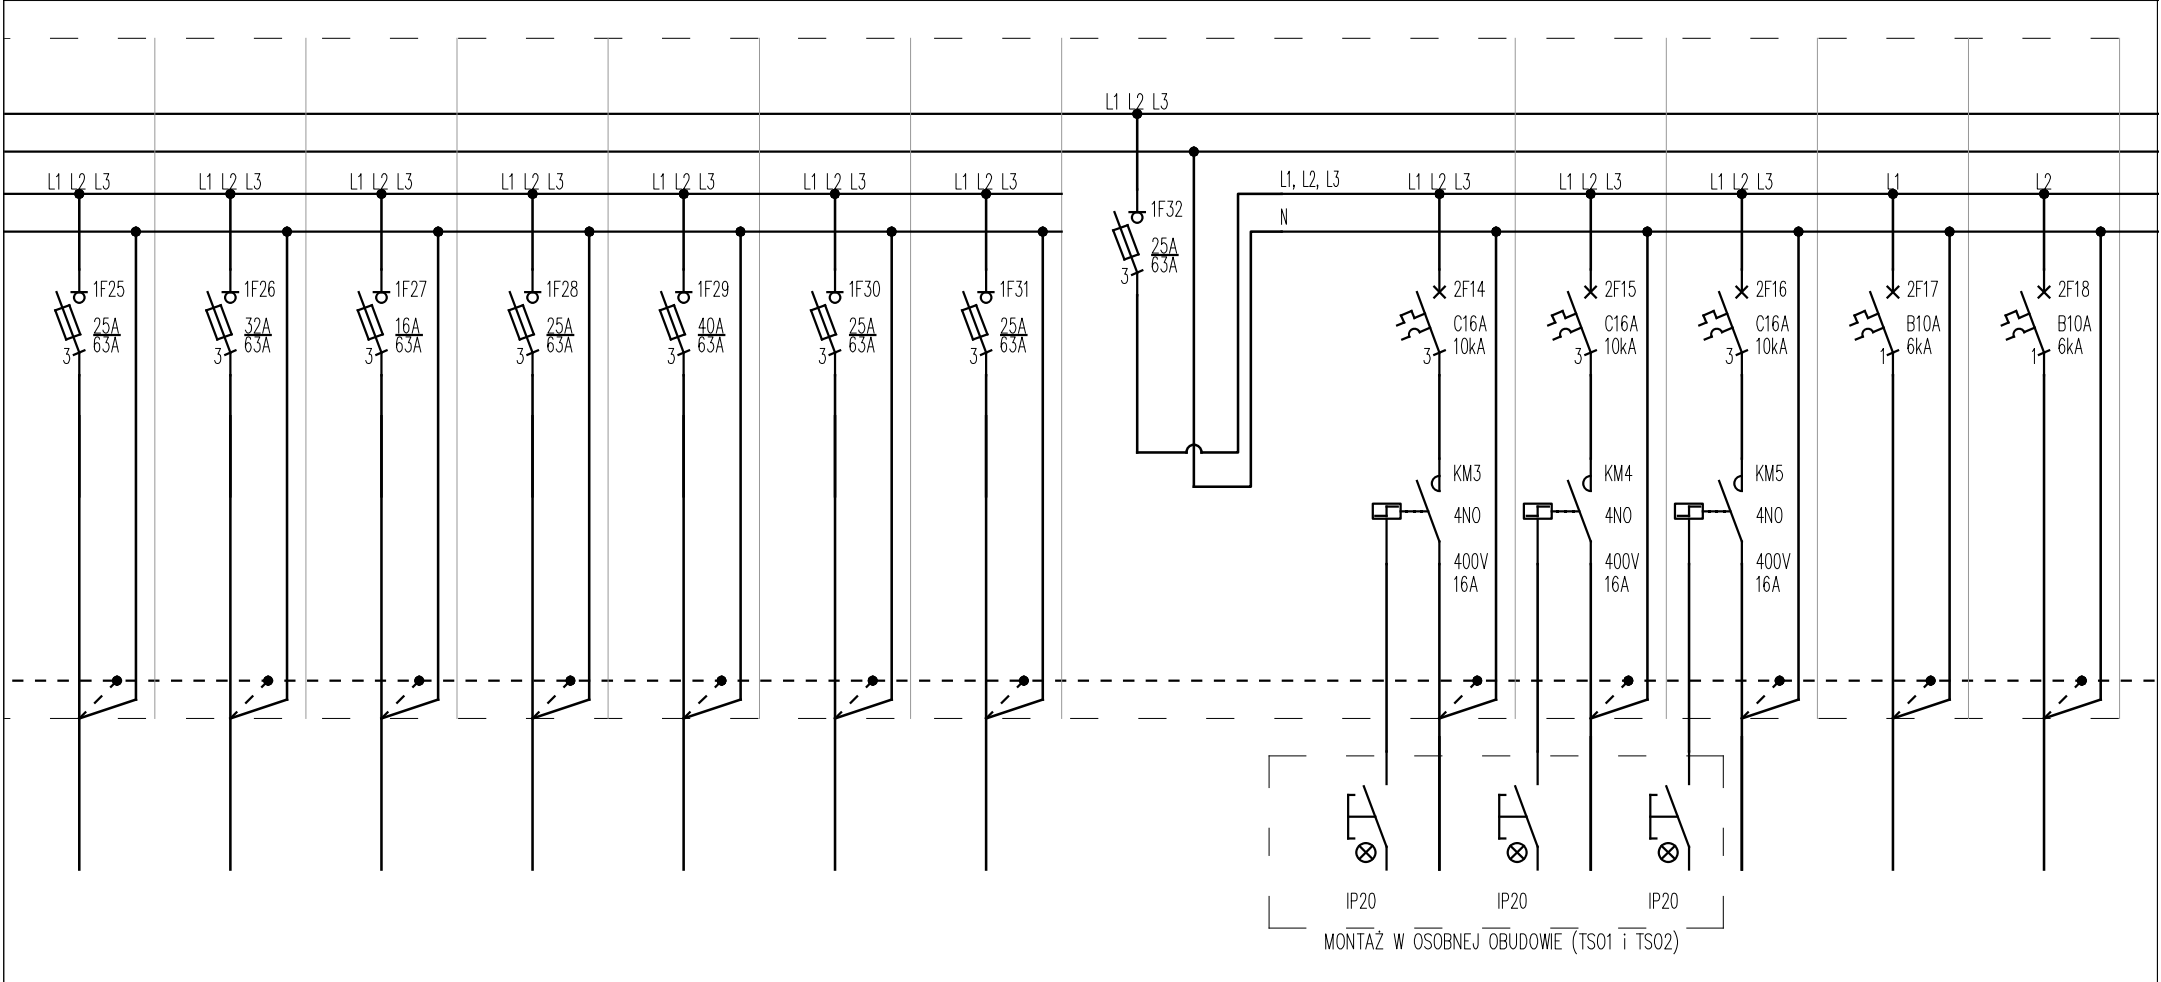 L1 L2 L3
L1 L2 L3
L1 L2 L3
L1 L2 L3
L1 L2 L3
L1 L2 L3
L1 L2 L3
L1 L2 L3
L1, L2, L3
N
L1 L2 L3
L1 L2 L3
L1 L2 L3
L1
L2
1F25
25A
63A
3
1F26
32A
63A
3
1F27
16A
63A
3
1F28
25A
63A
3
1F29
40A
63A
3
1F30
25A
63A
3
1F31
25A
63A
3
1F32
25A
63A
3
2F14
C16A
10kA
3
2F15
C16A
10kA
3
2F16
C16A
10kA
3
2F17
B10A
6kA
1
2F18
B10A
6kA
1
KM3
4NO
400V
16A
KM4
4NO
400V
16A
KM5
4NO
400V
16A
IP20
IP20
IP20
MONTAŻ W OSOBNEJ OBUDOWIE (TSO1 i TSO2)